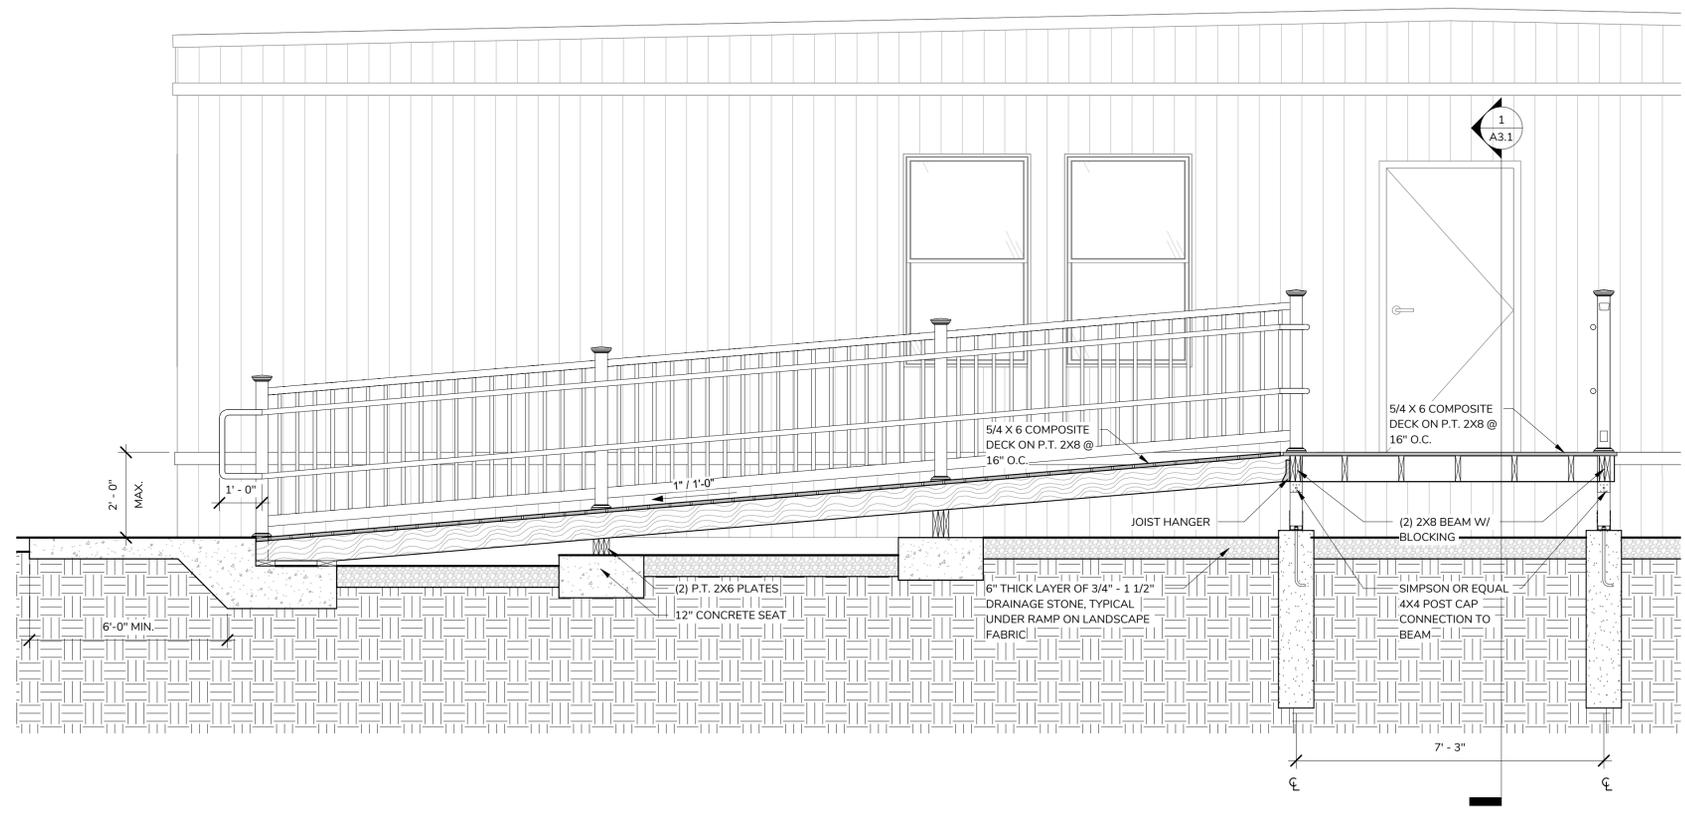 1
A3.1
5/4 X 6 COMPOSITE
DECK ON P.T. 2X8 @
16" O.C.
5/4 X 6 COMPOSITE
DECK ON P.T. 2X8 @
16" O.C.
2' - 0"
MAX.
1' - 0"
1" / 1'-0"
JOIST HANGER
(2) 2X8 BEAM W/
BLOCKING
(2) P.T. 2X6 PLATES
12" CONCRETE SEAT
6" THICK LAYER OF 3/4" - 1 1/2"
DRAINAGE STONE, TYPICAL
UNDER RAMP ON LANDSCAPE
FABRIC
SIMPSON OR EQUAL
4X4 POST CAP
CONNECTION TO
BEAM
6'-0" MIN.
7' - 3"
℄
℄